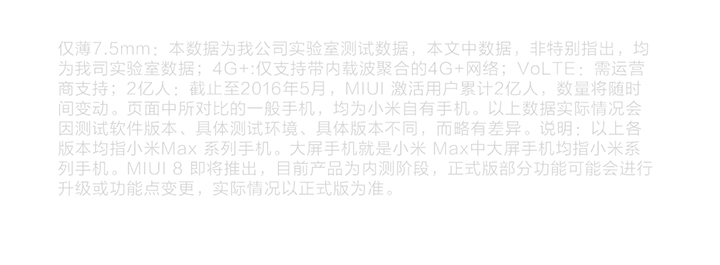 仅薄7.5mm：本数据为我公司实验室测试数据，本文中数据，非特别指出，均
为我司实验室数据；4G+:仅支持带内载波聚合的4G+网络；VoLTE：需运营
商支持；2亿人：截止至2016年5月，MIUI 激活用户累计2亿人，数量将随时
间变动。页面中所对比的一般手机，均为小米自有手机。以上数据实际情况会
因测试软件版本、具体测试环境、具体版本不同，而略有差异。说明：以上各
版本均指小米Max 系列手机。大屏手机就是小米 Max中大屏手机均指小米系
列手机。MIUI 8 即将推出，目前产品为内测阶段，正式版部分功能可能会进行
升级或功能点变更，实际情况以正式版为准。